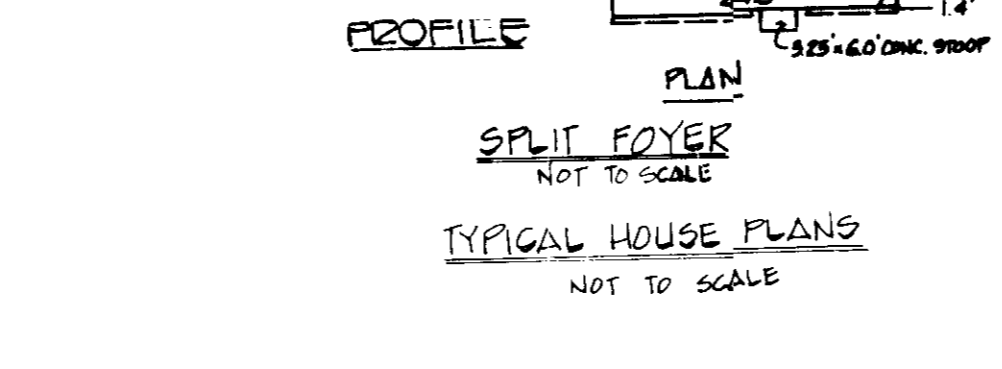 1.4'
PROFILE
3.25'x6.0' CONC. STOOP
PLAN
SPLIT FOYER
NOT TO SCALE
TYPICAL HOUSE PLANS
NOT TO SCALE